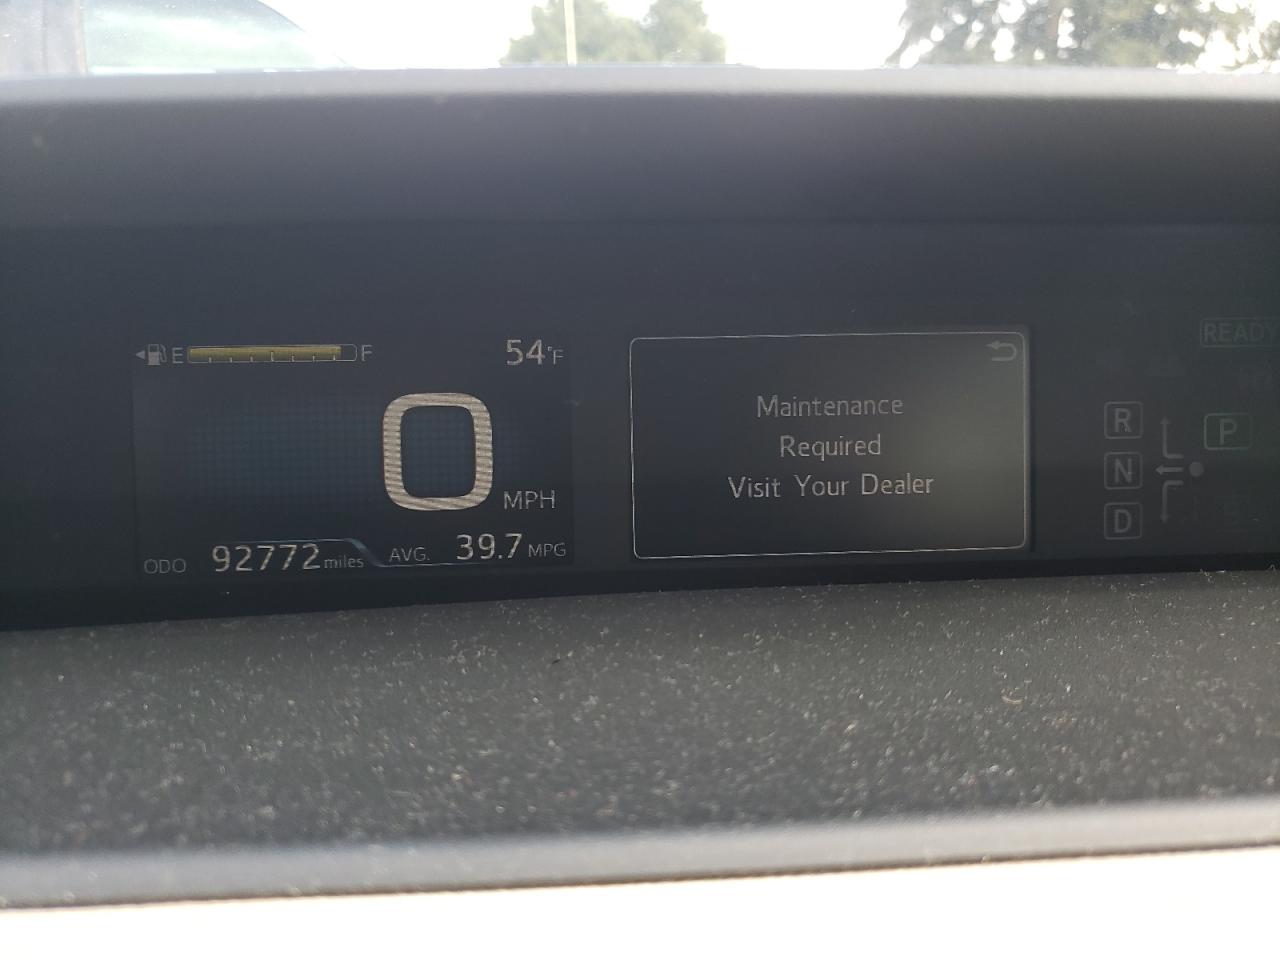 E F 54°F
0 MPH
ODO 92772 miles AVG. 39.7 MPG
Maintenance
Required
Visit Your Dealer
READY
R
N
D
P